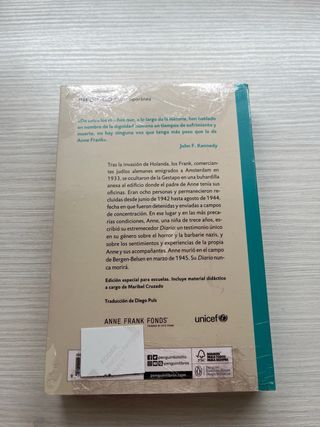 «De todos los que, a lo largo de la historia, han hablado
en nombre de la dignidad humana en tiempos de sufrimiento y
muerte, no hay ninguna voz que tenga más peso que la de
Anne Frank».
John F. Kennedy
Tras la invasión de Holanda, los Frank, comercian-
tes judíos alemanes emigrados a Amsterdam en
1933, se ocultaron de la Gestapo en una buhardilla
anexa al edificio donde el padre de Anne tenía sus
oficinas. Eran ocho personas y permanecieron re-
cluidas desde junio de 1942 hasta agosto de 1944,
fecha en que fueron detenidas y enviadas a campos
de concentración. En ese lugar y en las más preca-
rias condiciones, Anne, una niña de trece años, es-
cribió su estremecedor Diario: un testimonio único
en su género sobre el horror y la barbarie nazis, y
sobre los sentimientos y experiencias de la propia
Anne y sus acompañantes. Anne murió en el campo
de Bergen-Belsen en marzo de 1945. Su Diario nun-
ca morirá.
Edición especial para escuelas. Incluye material didáctico
a cargo de Maribel Cruzado
Traducción de Diego Puls
ANNE FRANK FONDS
unicef
penguinlibros.com
penguinlibros
FSC